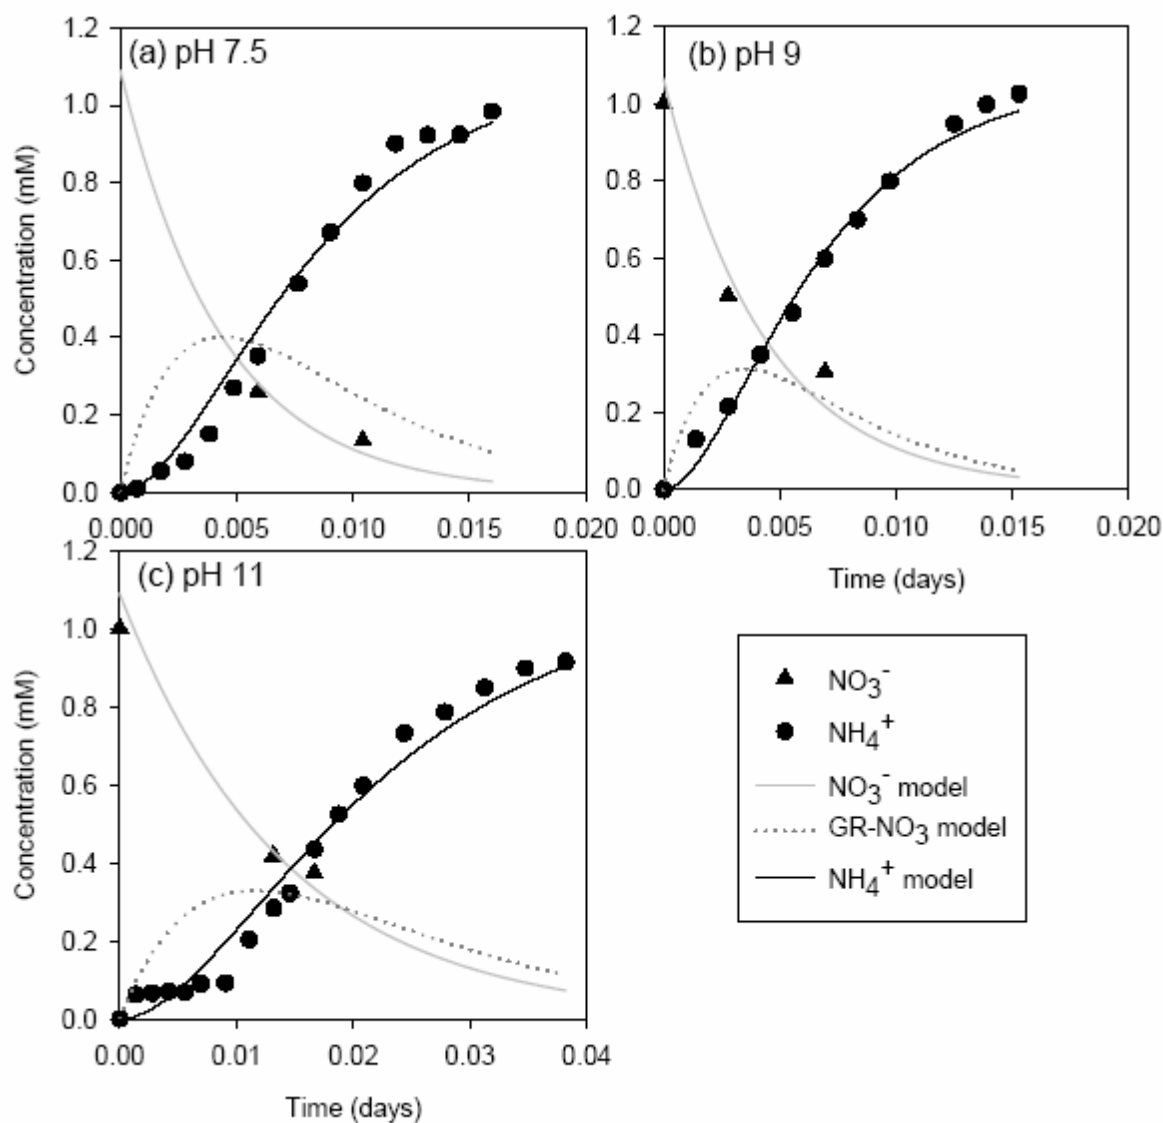 (a) pH 7.5
1.2
1.0
0.8
0.6
0.4
0.2
0.0
Concentration (mM)
0.000 0.005 0.010 0.015 0.020
(b) pH 9
1.2
1.0
0.8
0.6
0.4
0.2
0.0
0.000 0.005 0.010 0.015 0.020
Time (days)
(c) pH 11
1.2
1.0
0.8
0.6
0.4
0.2
0.0
Concentration (mM)
0.00 0.01 0.02 0.03 0.04
Time (days)
NO₃⁻
NH₄⁺
NO₃⁻ model
GR-NO₃ model
NH₄⁺ model